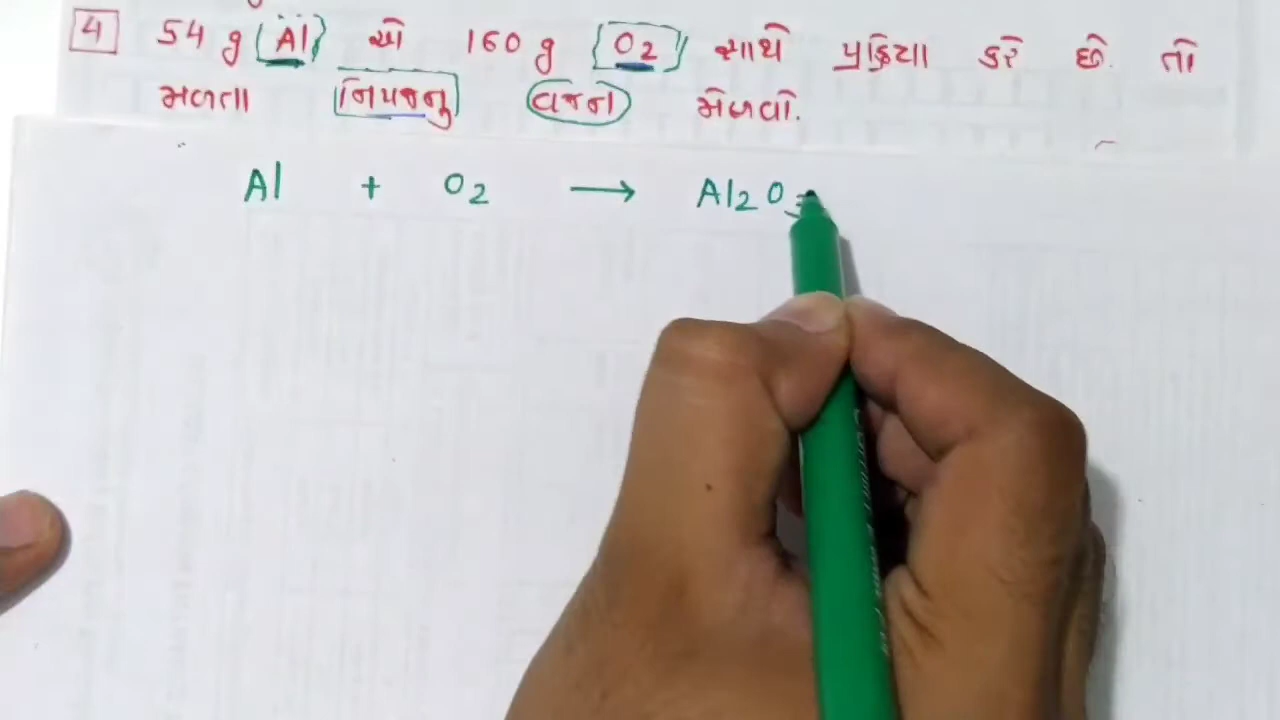 4 54 g Al એ 160 g O2 સાથે પ્રક્રિયા કરે છે. તો
મળતા નિપજનુ વજન મેળવો.
Al + O2 → Al2O3